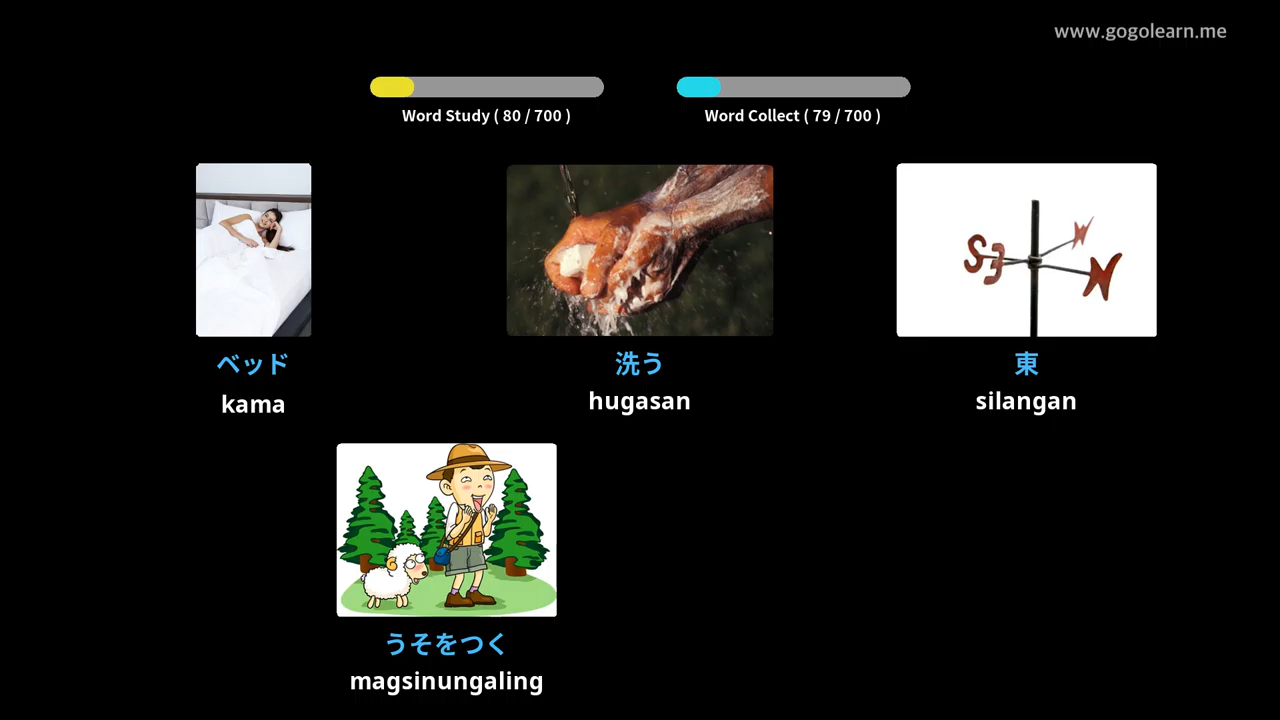 www.gogolearn.me
Word Study ( 80 / 700 )
Word Collect ( 79 / 700 )
ベッド
kama
洗う
hugasan
東
silangan
S
E
N
W
うそをつく
magsinungaling